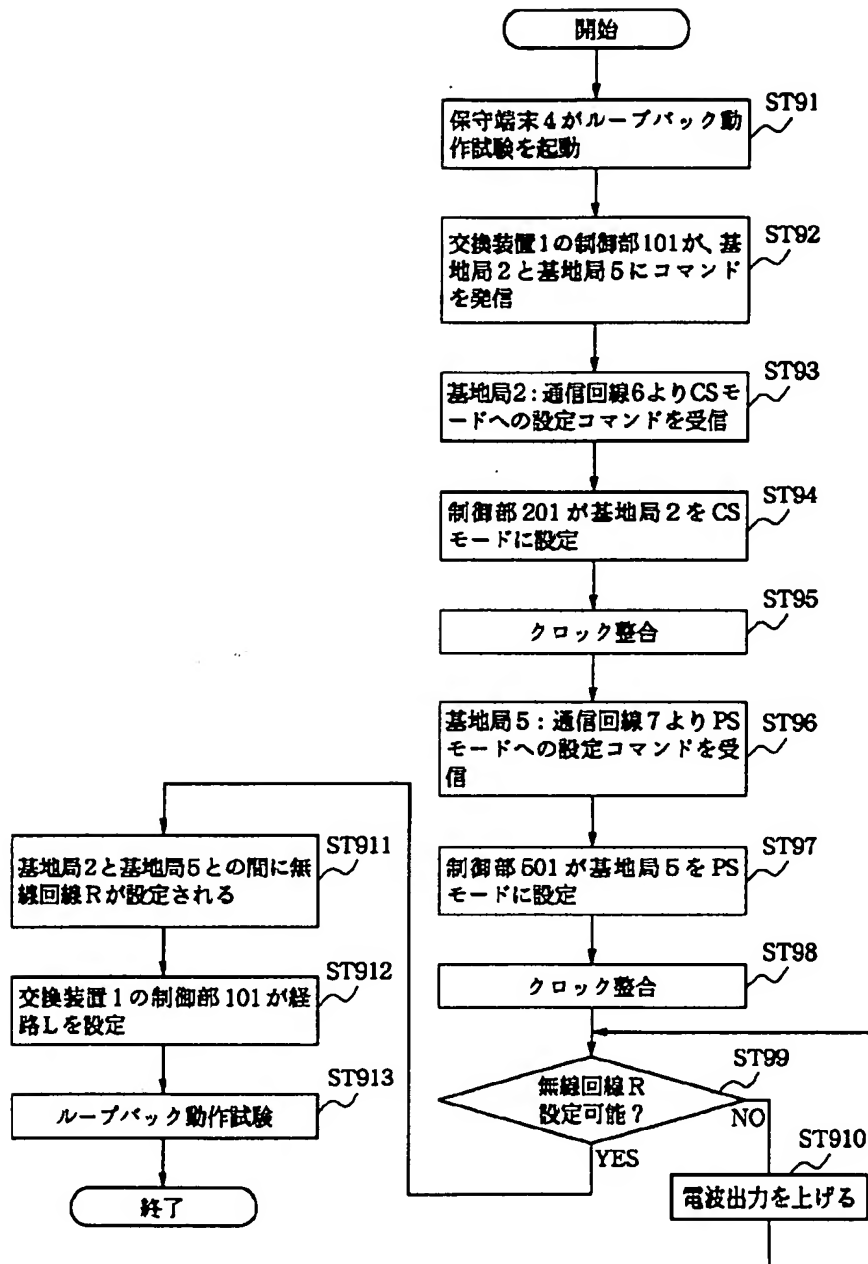 開始
ST91
保守端末4がループバック動
作試験を起動
ST92
交換装置1の制御部101が、基
地局2と基地局5にコマンド
を発信
ST93
基地局2:通信回線6よりCSモ
ードへの設定コマンドを受信
ST94
制御部201が基地局2をCS
モードに設定
ST95
クロック整合
ST96
基地局5:通信回線7よりPS
モードへの設定コマンドを受
信
ST97
制御部501が基地局5をPS
モードに設定
ST98
クロック整合
ST99
無線回線R
設定可能?
NO
YES
ST910
電波出力を上げる
ST911
基地局2と基地局5との間に無
線回線Rが設定される
ST912
交換装置1の制御部101が経
路Lを設定
ST913
ループバック動作試験
終了